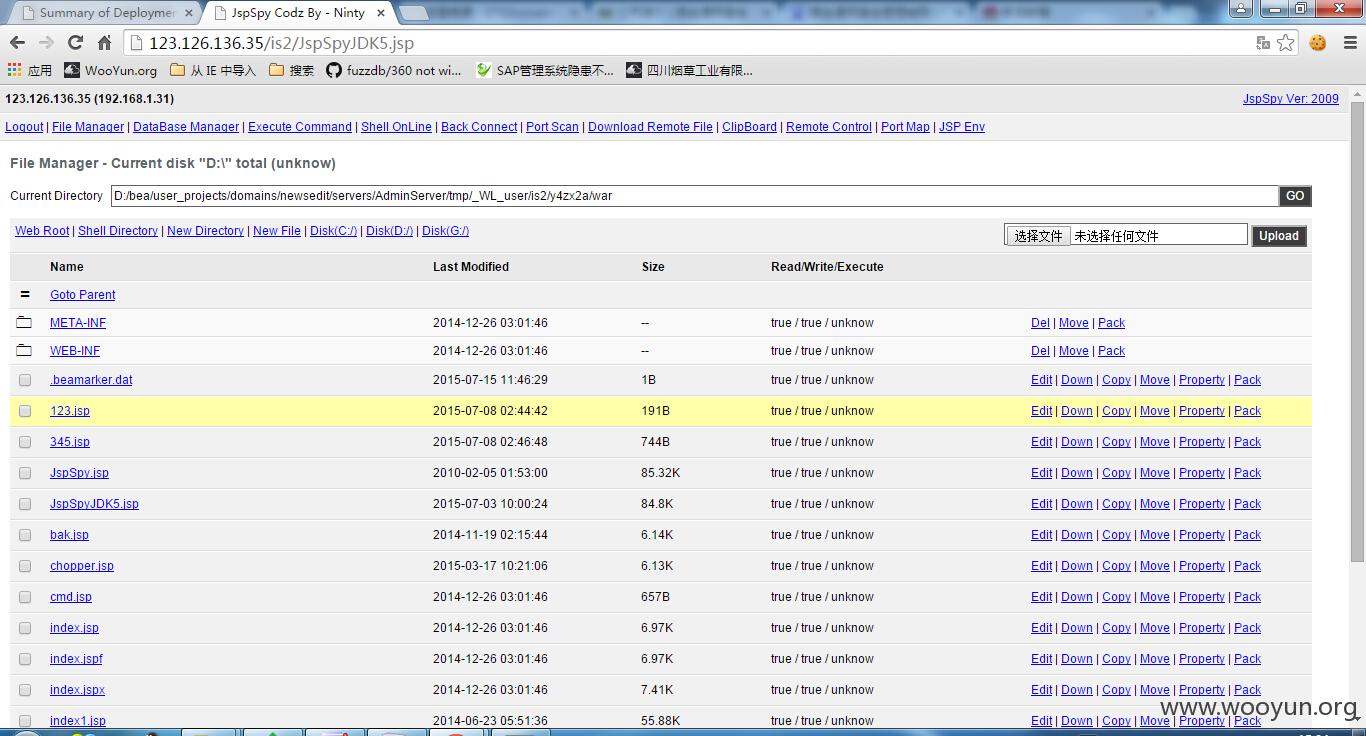 Summary of Deploymen
JspSpy Codz By - Ninty
123.126.136.35/is2/JspSpyJDK5.jsp
应用 WooYun.org 从 IE 中导入 搜索 fuzzdb/360 not wi... SAP管理系统隐患不... 四川烟草工业有限...
123.126.136.35 (192.168.1.31) JspSpy Ver: 2009
Logout | File Manager | DataBase Manager | Execute Command | Shell OnLine | Back Connect | Port Scan | Download Remote File | ClipBoard | Remote Control | Port Map | JSP Env
File Manager - Current disk "D:\" total (unknow)
Current Directory D:/bea/user_projects/domains/newsedit/servers/AdminServer/tmp/_WL_user/is2/y4zx2a/war GO
Web Root | Shell Directory | New Directory | New File | Disk(C:/) | Disk(D:/) | Disk(G:/) 选择文件 未选择任何文件 Upload
Name Last Modified Size Read/Write/Execute
= Goto Parent
META-INF 2014-12-26 03:01:46 -- true / true / unknow Del | Move | Pack
WEB-INF 2014-12-26 03:01:46 -- true / true / unknow Del | Move | Pack
.beamarker.dat 2015-07-15 11:46:29 1B true / true / unknow Edit | Down | Copy | Move | Property | Pack
123.jsp 2015-07-08 02:44:42 191B true / true / unknow Edit | Down | Copy | Move | Property | Pack
345.jsp 2015-07-08 02:46:48 744B true / true / unknow Edit | Down | Copy | Move | Property | Pack
JspSpy.jsp 2010-02-05 01:53:00 85.32K true / true / unknow Edit | Down | Copy | Move | Property | Pack
JspSpyJDK5.jsp 2015-07-03 10:00:24 84.8K true / true / unknow Edit | Down | Copy | Move | Property | Pack
bak.jsp 2014-11-19 02:15:44 6.14K true / true / unknow Edit | Down | Copy | Move | Property | Pack
chopper.jsp 2015-03-17 10:21:06 6.13K true / true / unknow Edit | Down | Copy | Move | Property | Pack
cmd.jsp 2014-12-26 03:01:46 657B true / true / unknow Edit | Down | Copy | Move | Property | Pack
index.jsp 2014-12-26 03:01:46 6.97K true / true / unknow Edit | Down | Copy | Move | Property | Pack
index.jspf 2014-12-26 03:01:46 6.97K true / true / unknow Edit | Down | Copy | Move | Property | Pack
index.jspx 2014-12-26 03:01:46 7.41K true / true / unknow Edit | Down | Copy | Move | Property | Pack
index1.jsp 2014-06-23 05:51:36 55.88K true / true / unknow Edit | Down | Copy | Move | Property | Pack
www.wooyun.org